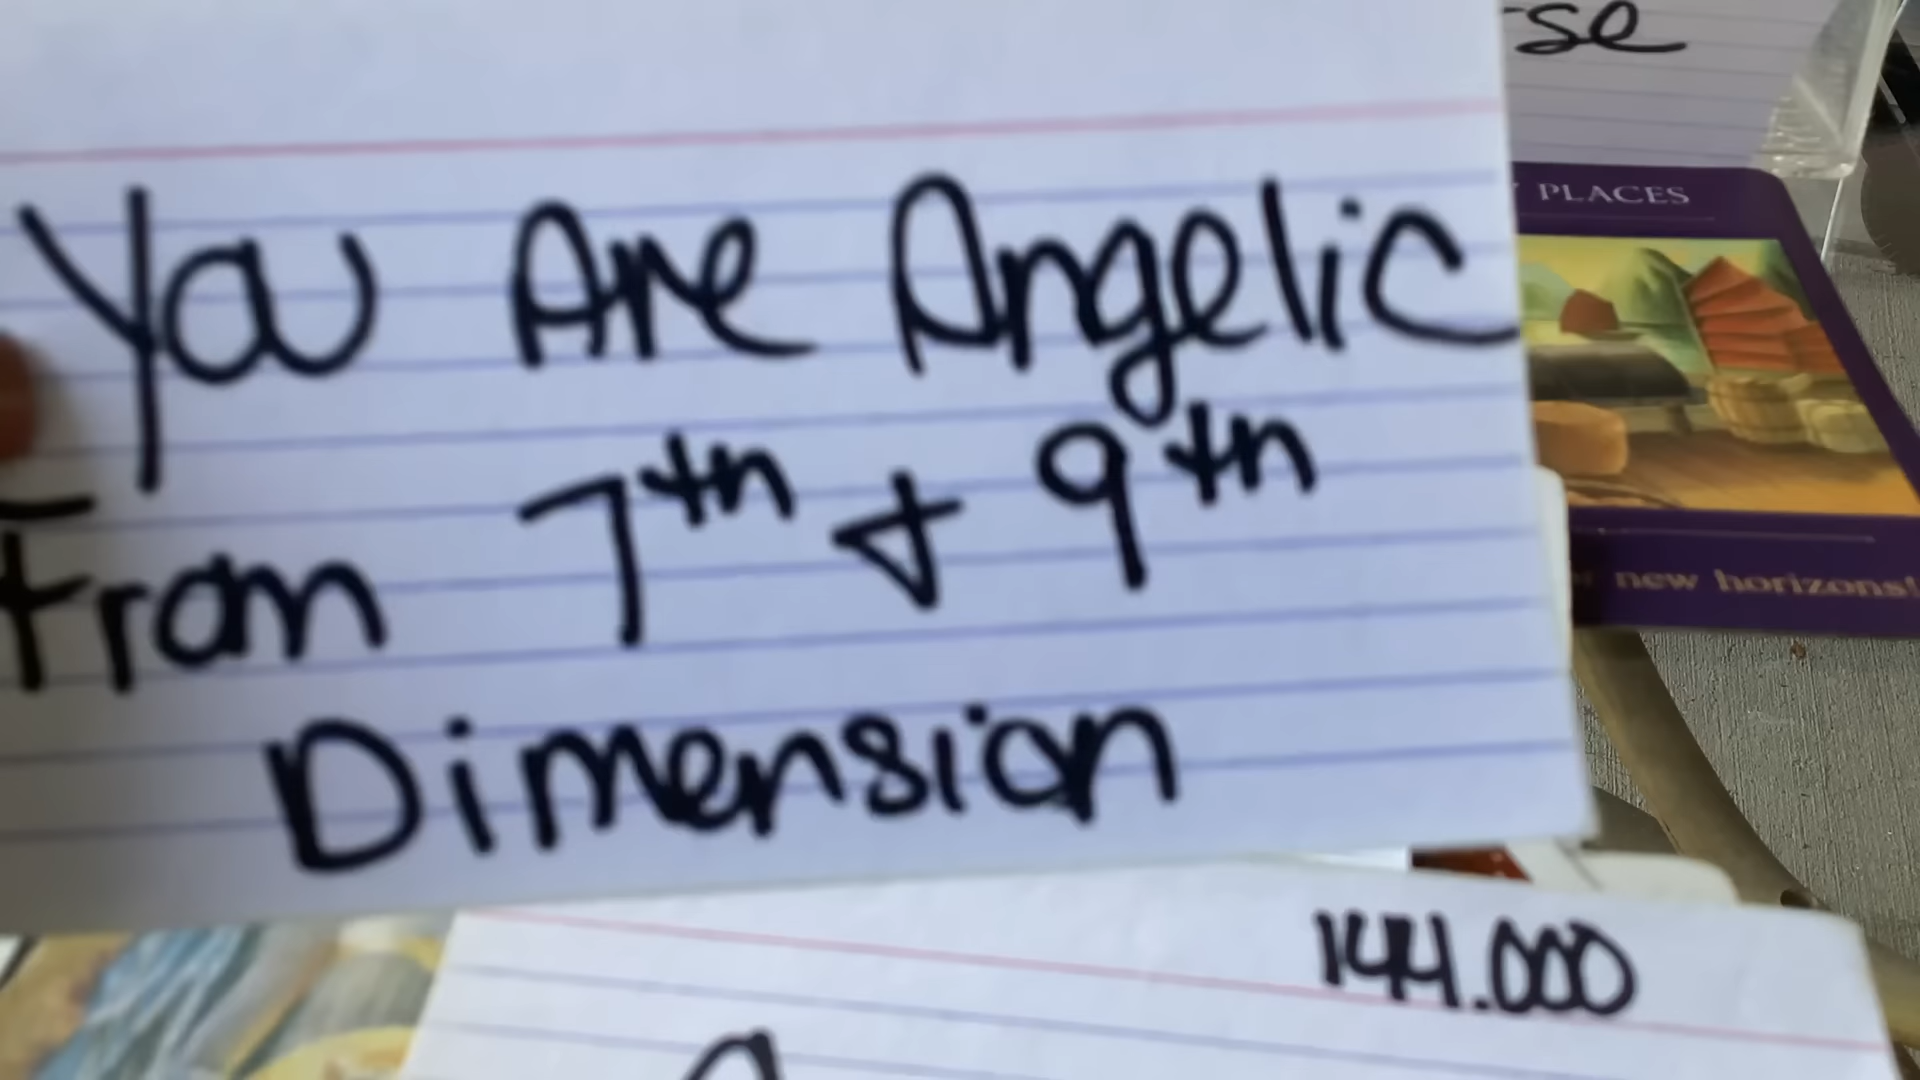 You Are Angelic
From 7th & 9th
Dimension
PLACES
new horizons!
144.000